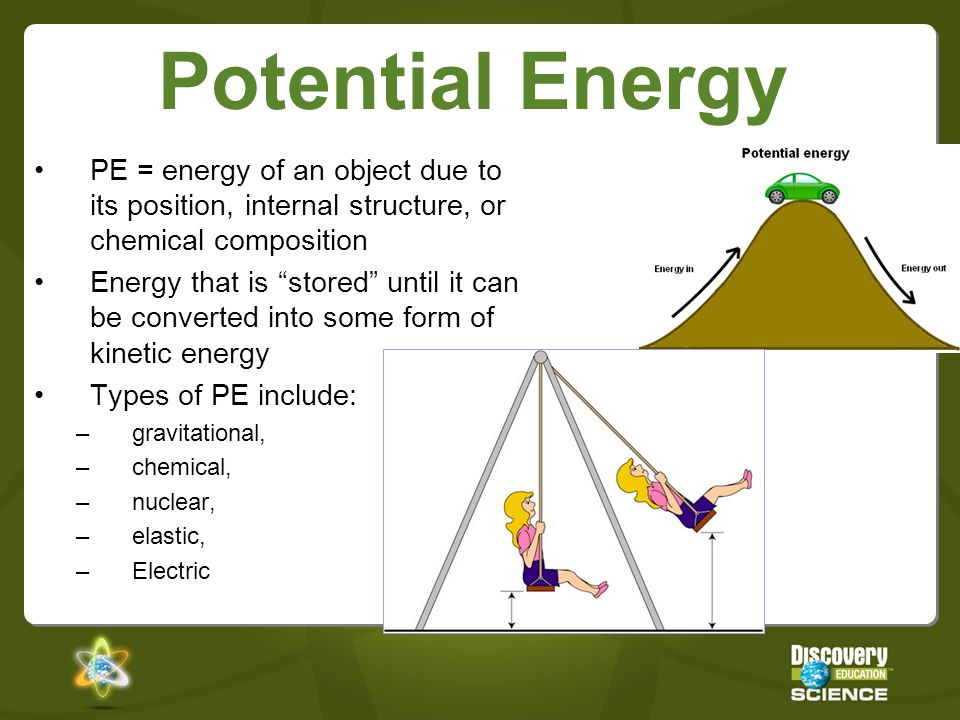 Potential Energy
• PE = energy of an object due to
its position, internal structure, or
chemical composition
• Energy that is “stored” until it can
be converted into some form of
kinetic energy
• Types of PE include:
– gravitational,
– chemical,
– nuclear,
– elastic,
– Electric
Potential energy
Energy in
Energy out
Discovery
EDUCATION
SCIENCE